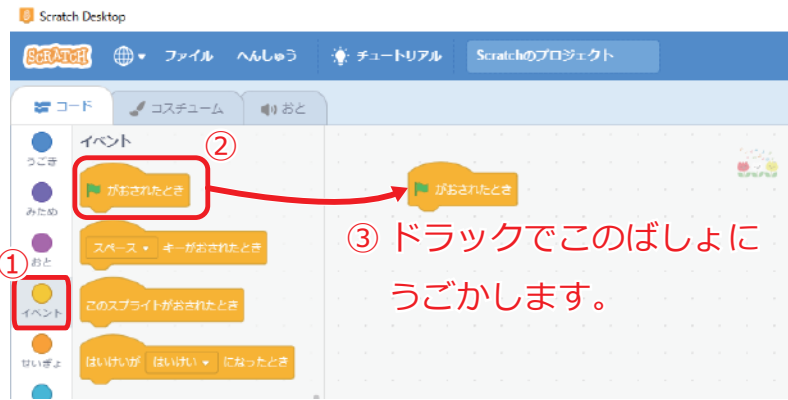 Scratch Desktop
SCRATCH ファイル へんしゅう チュートリアル Scratchのプロジェクト
コード コスチューム おと
イベント
②
うごき
がおされたとき
がおされたとき
みため
③ ドラックでこのばしょに
うごかします。
スペース キーがおされたとき
①
おと
イベント
このスプライトがおされたとき
せいぎょ
はいけいが はいけい になったとき